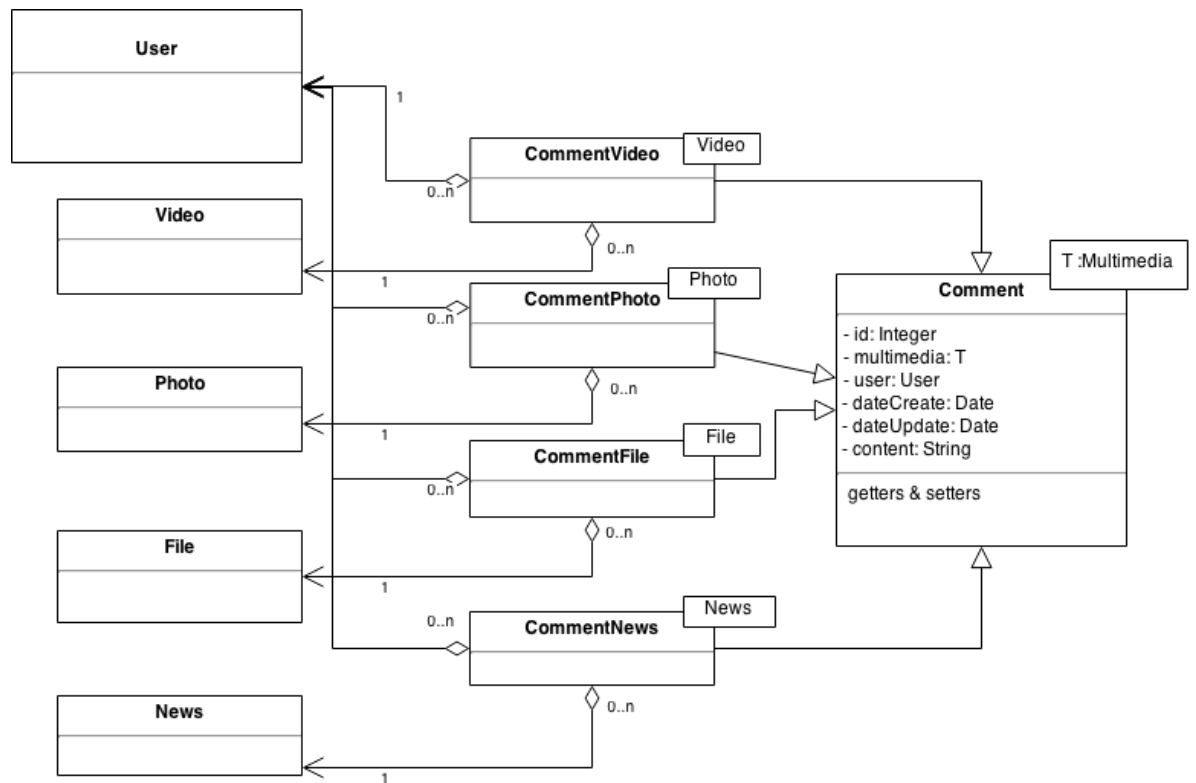 User
1
Video
CommentVideo
0..n
Video
0..n
1
T :Multimedia
Photo
CommentPhoto
0..n
Comment
- id: Integer
- multimedia: T
- user: User
- dateCreate: Date
- dateUpdate: Date
- content: String
getters & setters
Photo
0..n
1
File
CommentFile
0..n
File
0..n
1
News
0..n
CommentNews
News
0..n
1